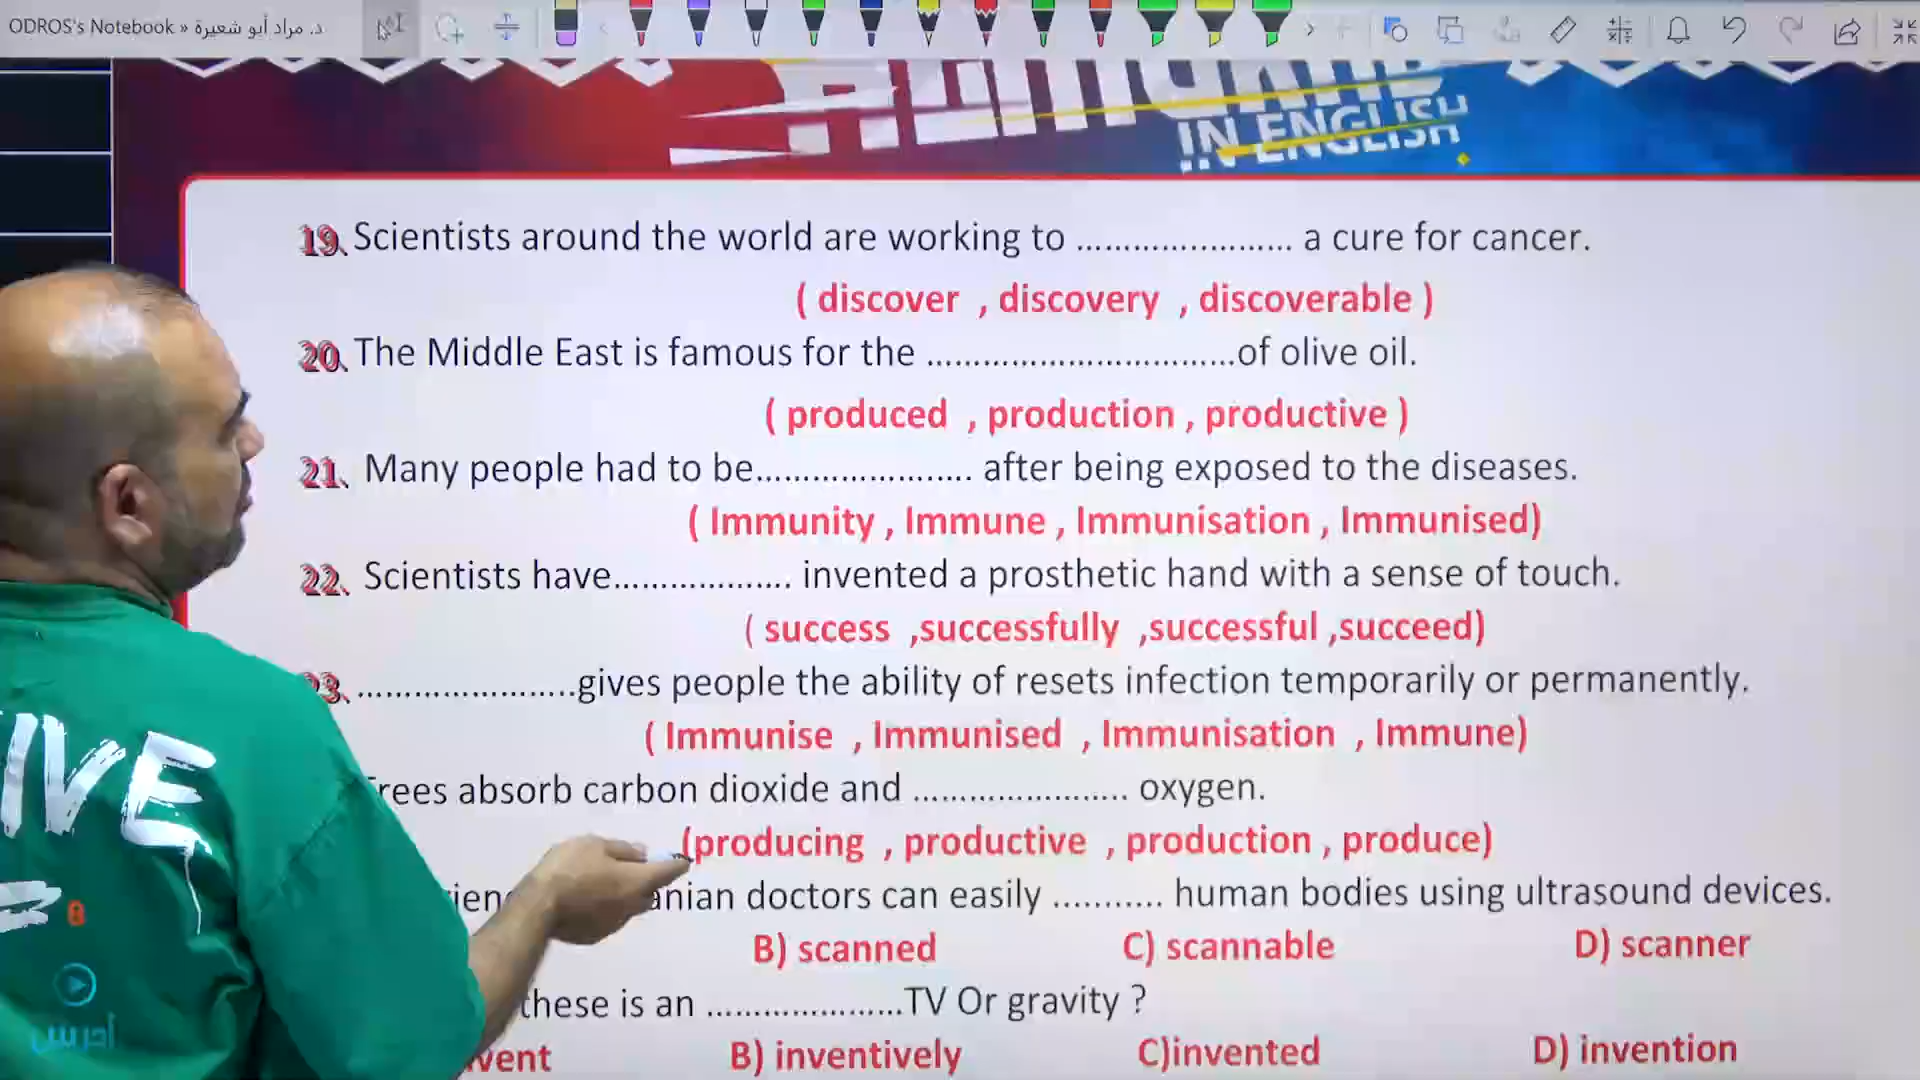 ODROS's Notebook » د. مراد أبو شعيرة
IN ENGLISH
19. Scientists around the world are working to ...................... a cure for cancer.
( discover , discovery , discoverable )
20. The Middle East is famous for the .................................of olive oil.
( produced , production , productive )
21. Many people had to be...................... after being exposed to the diseases.
( Immunity , Immune , Immunisation , Immunised)
22. Scientists have................... invented a prosthetic hand with a sense of touch.
( success ,successfully ,successful ,succeed)
23. .......................gives people the ability of resets infection temporarily or permanently.
( Immunise , Immunised , Immunisation , Immune)
rees absorb carbon dioxide and ....................... oxygen.
(producing , productive , production , produce)
anian doctors can easily ........... human bodies using ultrasound devices.
B) scanned C) scannable D) scanner
these is an .....................TV Or gravity ?
vent B) inventively C)invented D) invention
IVE
أدرس